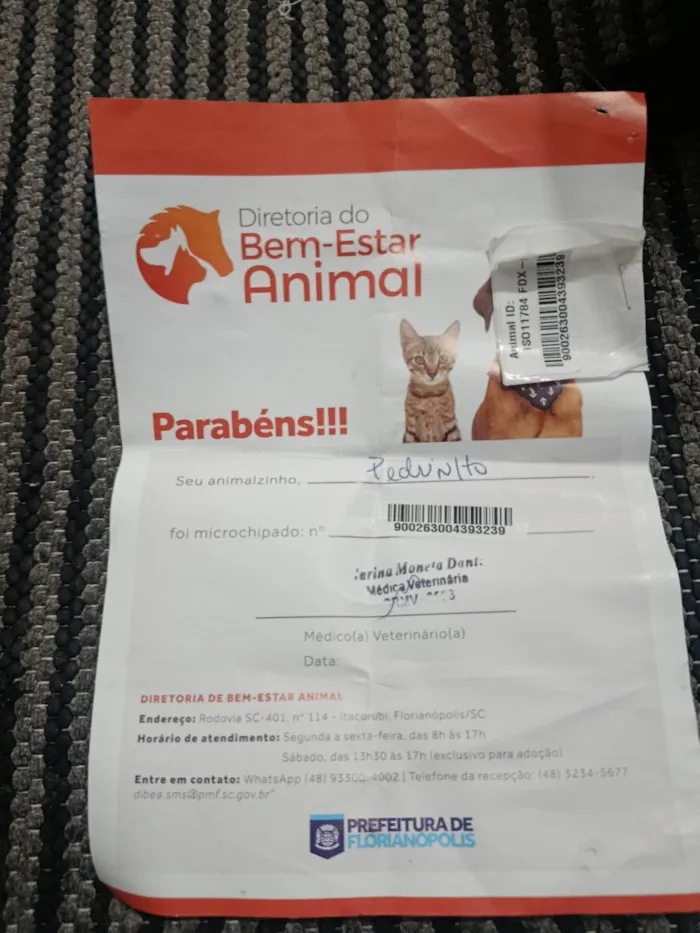 Diretoria do
Bem-Estar
Animal
Animal ID:
ISO11784 FDX-
900263004393239
Parabéns!!!
Seu animalzinho, Pedrinito
foi microchipado: nº 900263004393239
Moneta Dant.
Médica Veterinária
Médico(a) Veterinário(a)
Data:
DIRETORIA DE BEM-ESTAR ANIMAL
Endereço: Rodovia SC-401, nº 114 - Itacorubi, Florianópolis/SC
Horário de atendimento: Segunda a sexta-feira, das 8h às 17h
Sábado, das 13h30 às 17h (exclusivo para adoção)
Entre em contato: WhatsApp (48) 93300-4002 | Telefone da recepção: (48) 3234-5677
dibea.sms@pmf.sc.gov.br"
PREFEITURA DE
FLORIANÓPOLIS